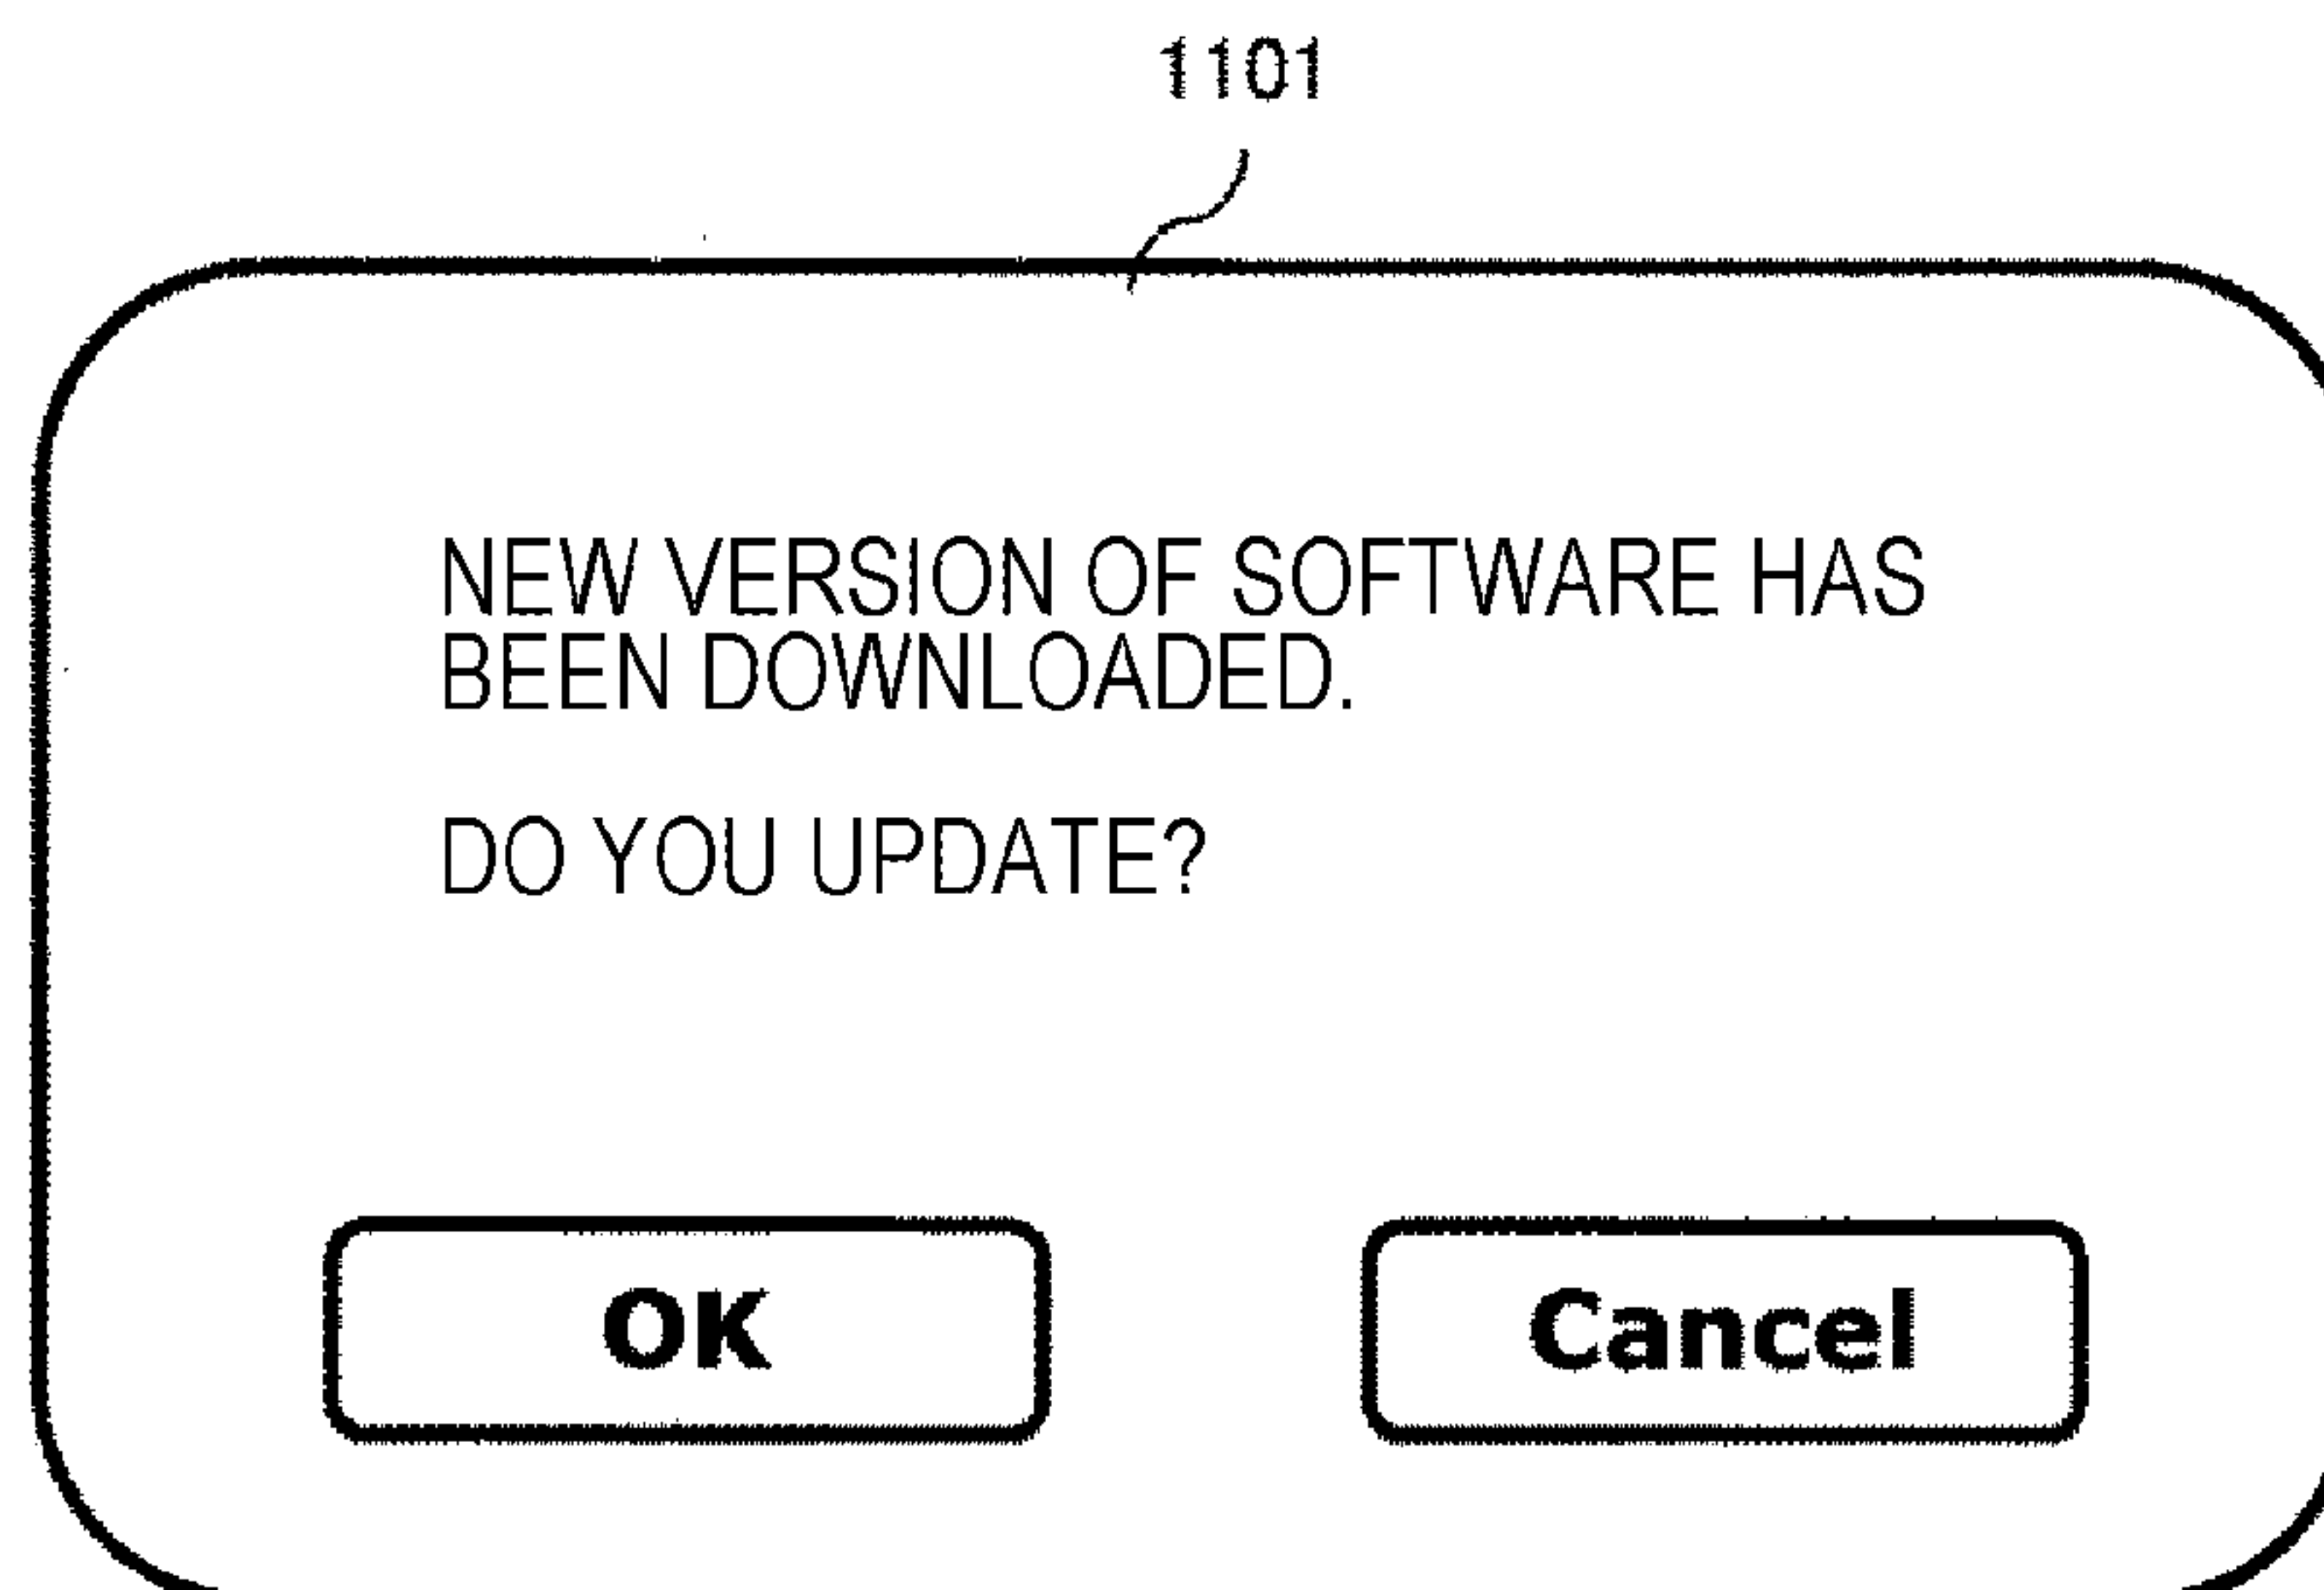 1101
NEW VERSION OF SOFTWARE HAS
BEEN DOWNLOADED.
DO YOU UPDATE?
OK
Cancel